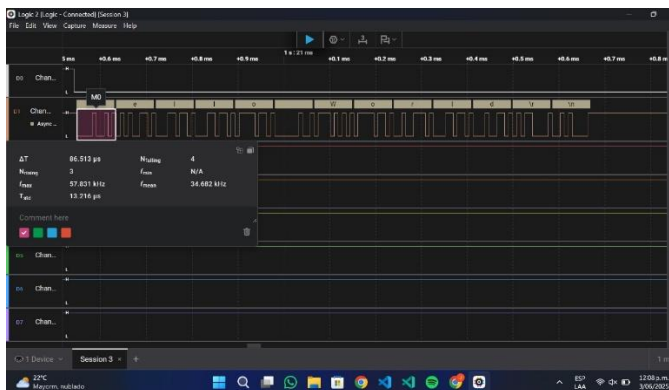 Logic 2 [Logic - Connected] [Session 3]
File Edit View Capture Measure Help
1 s : 21 ms
5 ms +0.6 ms +0.7 ms +0.8 ms +0.9 ms +0.1 ms +0.2 ms +0.3 ms +0.4 ms +0.5 ms +0.6 ms +0.7 ms
D0 Chan...
H
L
M0
e l l o W o r l d \r \n
D1 Chan...
Async ...
H
L
ΔT 86.513 µs Nfalling 4
Nrising 3 fmin N/A
fmax 57.831 kHz fmean 34.682 kHz
13.216 µs
Comment here
Chan...
H
L
D6 Chan...
H
L
D7 Chan...
H
L
1 Device Session 3 × +
22°C
Mayorm. nublado
ESP
LAA
12:08 p.m.
3/06/2025